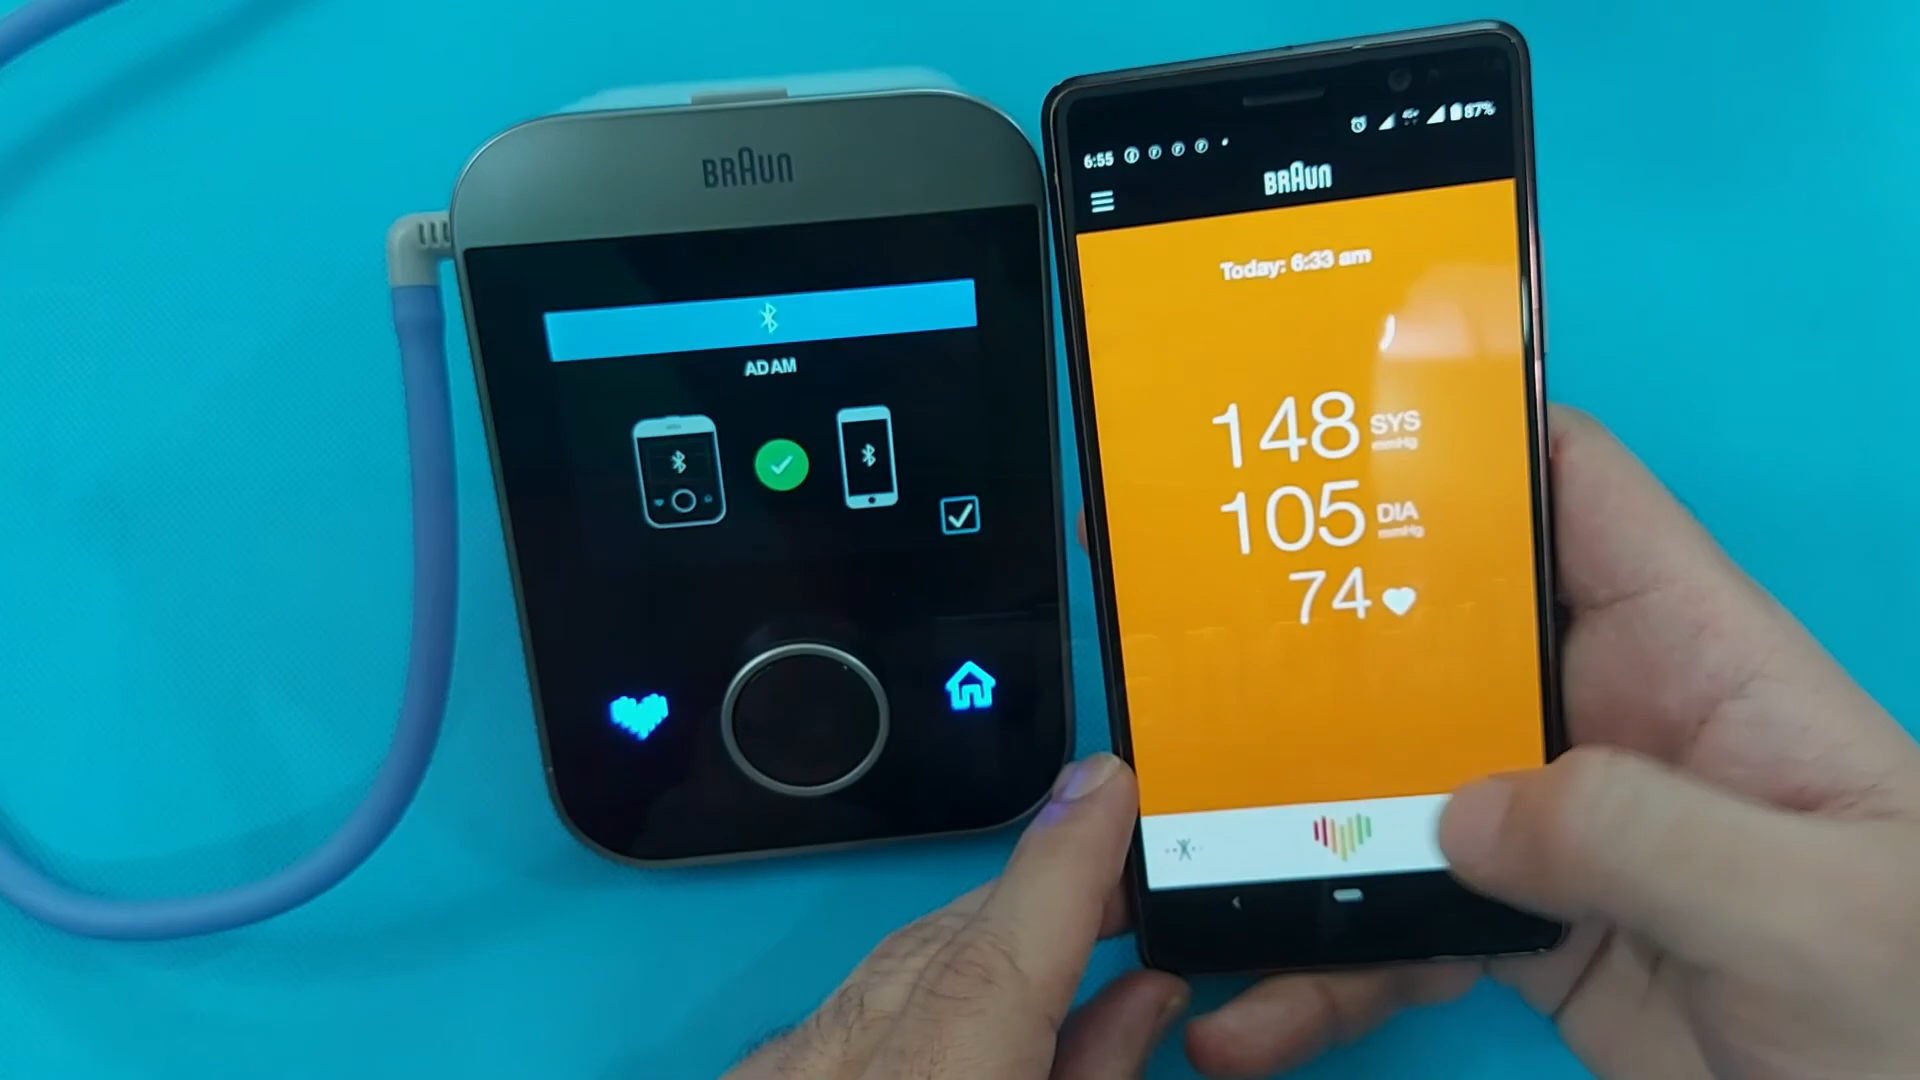 BRAUN
ADAM
6:55
87%
BRAUN
Today: 6:33 am
148 SYS
mmHg
105 DIA
mmHg
74